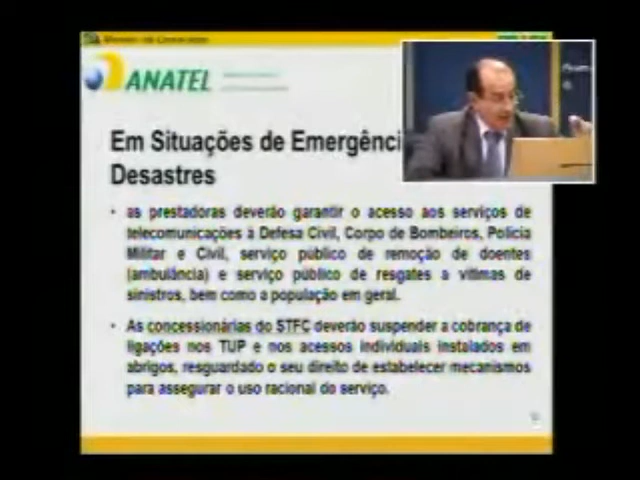 ANATEL
Em Situações de Emergênci
Desastres
• as prestadoras deverão garantir o acesso aos serviços de
telecomunicações à Defesa Civil, Corpo de Bombeiros, Polícia
Militar e Civil, serviço público de remoção de doentes
(ambulância) e serviço público de resgates a vítimas de
sinistros, bem como a população em geral.
• As concessionárias do STFC deverão suspender a cobrança de
ligações nos TUP e nos acessos individuais instalados em
abrigos, resguardado o seu direito de estabelecer mecanismos
para assegurar o uso racional do serviço.